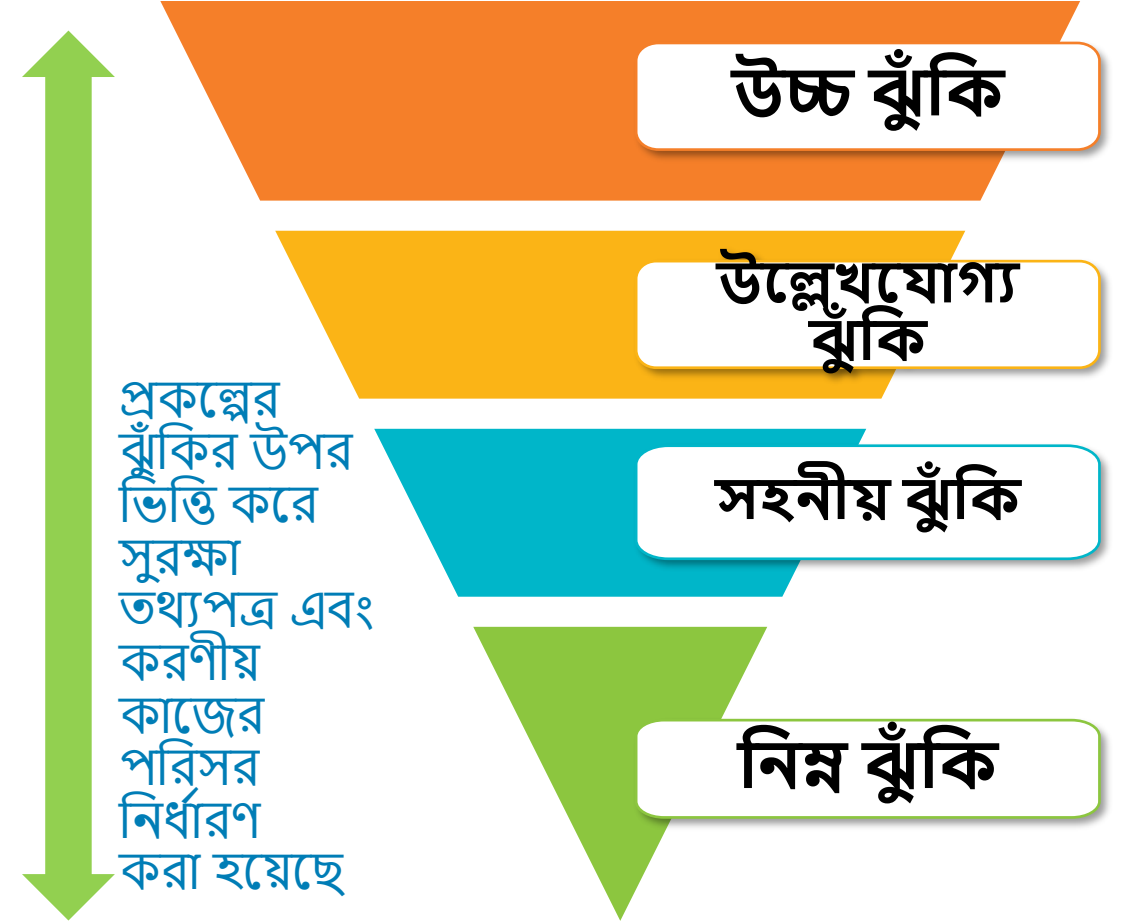 উচ্চ ঝুঁকি
উল্লেখযোগ্য
ঝুঁকি
সহনীয় ঝুঁকি
নিম্ন ঝুঁকি
প্রকল্পের
ঝুঁকির উপর
ভিত্তি করে
সুরক্ষা
তথ্যপত্র এবং
করণীয়
কাজের
পরিসর
নির্ধারণ
করা হয়েছে